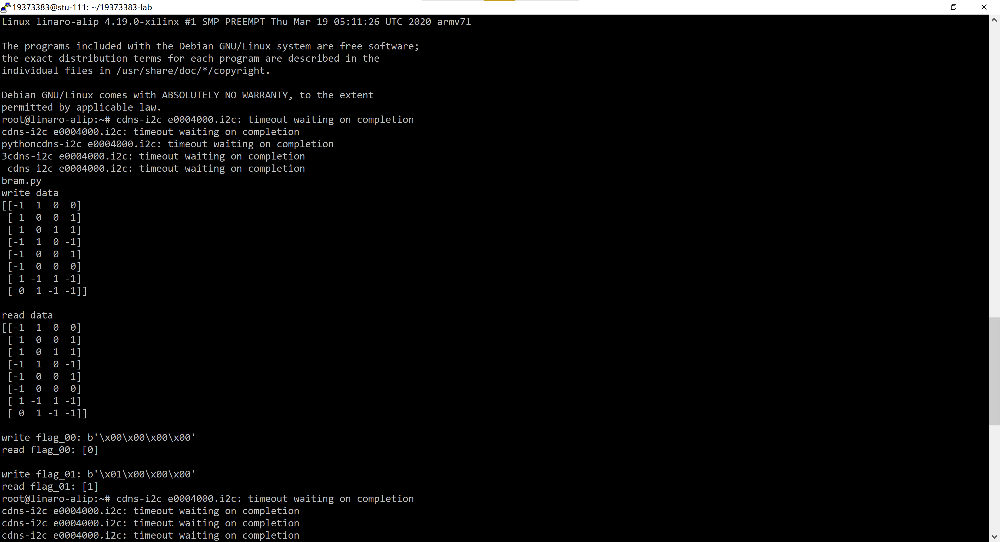 19373383@stu-111: ~/19373383-lab
Linux linaro-alip 4.19.0-xilinx #1 SMP PREEMPT Thu Mar 19 05:11:26 UTC 2020 armv7l

The programs included with the Debian GNU/Linux system are free software;
the exact distribution terms for each program are described in the
individual files in /usr/share/doc/*/copyright.

Debian GNU/Linux comes with ABSOLUTELY NO WARRANTY, to the extent
permitted by applicable law.
root@linaro-alip:~# cdns-i2c e0004000.i2c: timeout waiting on completion
cdns-i2c e0004000.i2c: timeout waiting on completion
pythoncdns-i2c e0004000.i2c: timeout waiting on completion
3cdns-i2c e0004000.i2c: timeout waiting on completion
 cdns-i2c e0004000.i2c: timeout waiting on completion
bram.py
write data
[[-1  1  0  0]
 [ 1  0  0  1]
 [ 1  0  1  1]
 [-1  1  0 -1]
 [-1  0  0  1]
 [-1  0  0  0]
 [ 1 -1  1 -1]
 [ 0  1 -1 -1]]

read data
[[-1  1  0  0]
 [ 1  0  0  1]
 [ 1  0  1  1]
 [-1  1  0 -1]
 [-1  0  0  1]
 [-1  0  0  0]
 [ 1 -1  1 -1]
 [ 0  1 -1 -1]]

write flag_00: b'\x00\x00\x00\x00'
read flag_00: [0]

write flag_01: b'\x01\x00\x00\x00'
read flag_01: [1]
root@linaro-alip:~# cdns-i2c e0004000.i2c: timeout waiting on completion
cdns-i2c e0004000.i2c: timeout waiting on completion
cdns-i2c e0004000.i2c: timeout waiting on completion
cdns-i2c e0004000.i2c: timeout waiting on completion